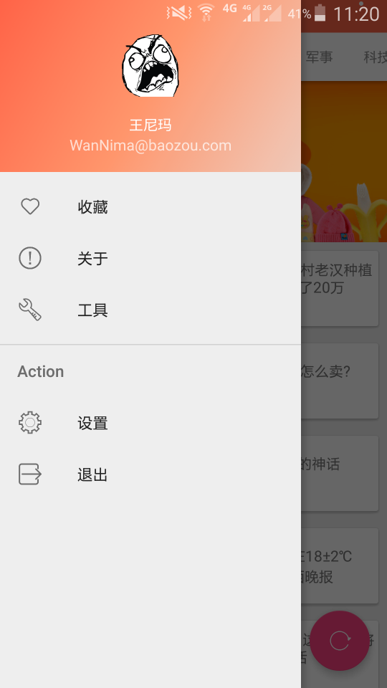 4G 4G 2G 41% 11:20
军事 科技
王尼玛
WanNima@baozou.com
收藏
关于
工具
Action
设置
退出
村老汉种植
了20万
怎么卖?
的神话
18±2℃
晚报